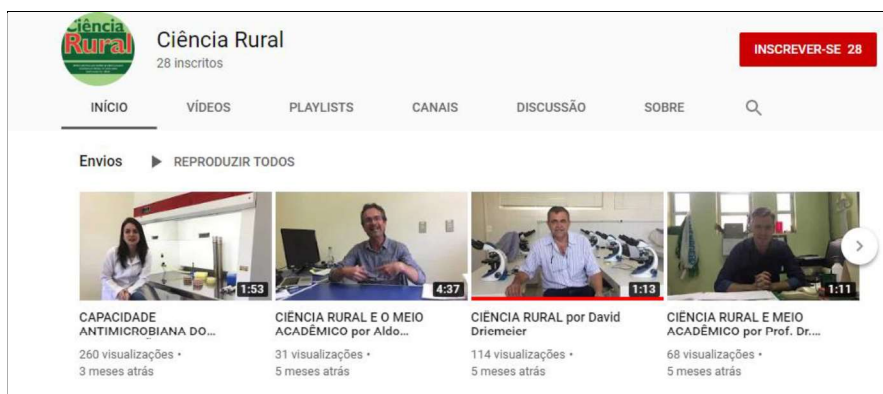 Ciência
Rural
Ciência Rural
28 inscritos
INSCREVER-SE 28
INÍCIO VÍDEOS PLAYLISTS CANAIS DISCUSSÃO SOBRE
Envios REPRODUZIR TODOS
1:53 4:37 1:13 1:11
CAPACIDADE
ANTIMICROBIANA DO...
260 visualizações •
3 meses atrás
CIÊNCIA RURAL E O MEIO
ACADÊMICO por Aldo...
31 visualizações •
5 meses atrás
CIÊNCIA RURAL por David
Driemeier
114 visualizações •
5 meses atrás
CIÊNCIA RURAL E MEIO
ACADÊMICO por Prof. Dr....
68 visualizações •
5 meses atrás